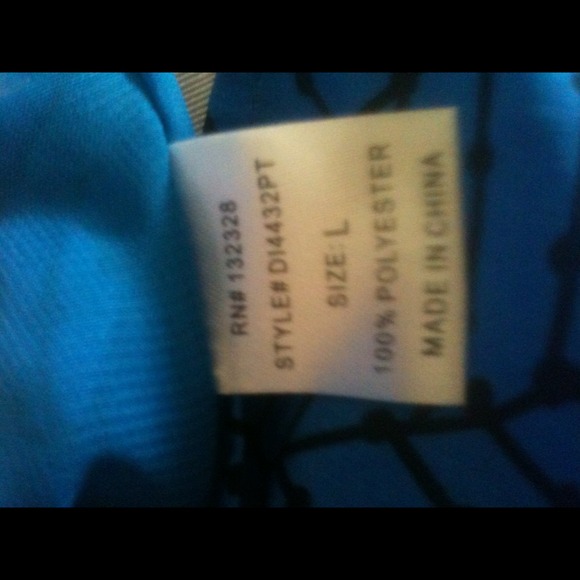 RN# 132328
STYLE# DI4432PT
SIZE: L
100% POLYESTER
MADE IN CHINA